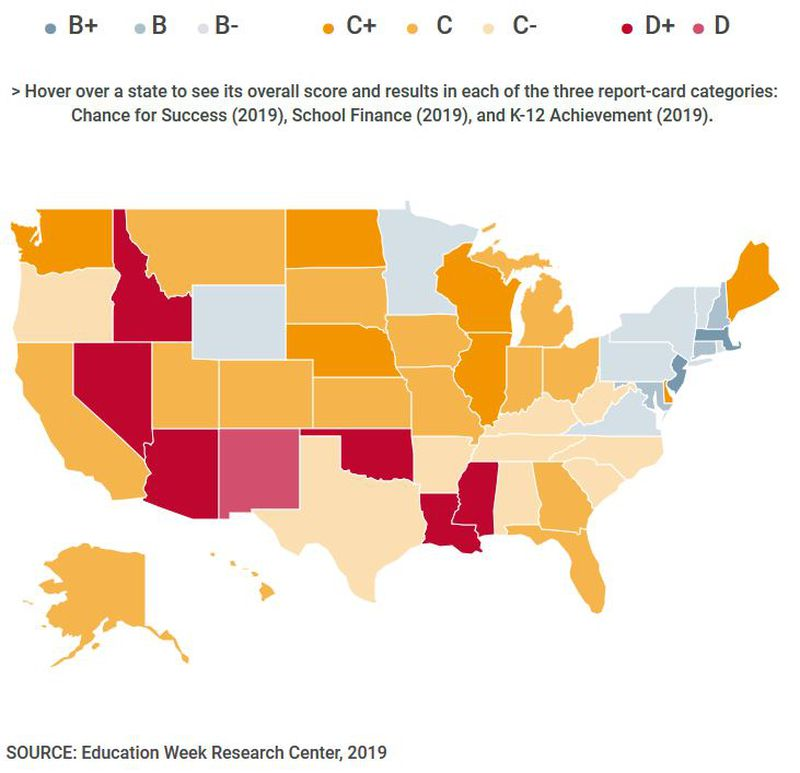 B+ B B- C+ C C- D+ D
> Hover over a state to see its overall score and results in each of the three report-card categories:
Chance for Success (2019), School Finance (2019), and K-12 Achievement (2019).
SOURCE: Education Week Research Center, 2019